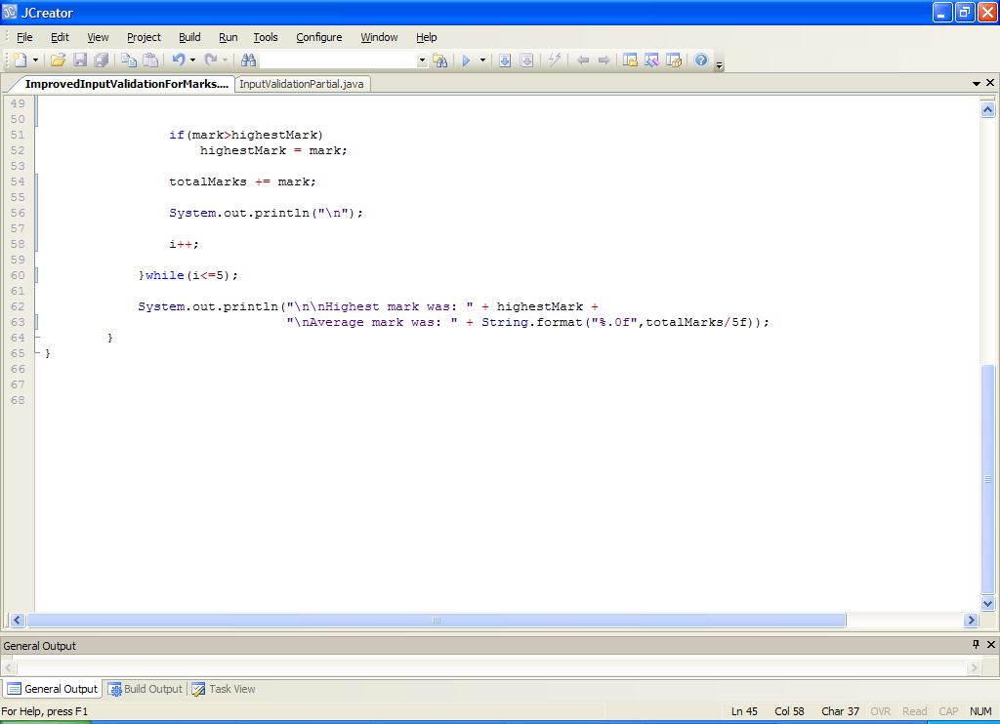 JCreator
File Edit View Project Build Run Tools Configure Window Help
ImprovedInputValidationForMarks.... InputValidationPartial.java
49
50
51 if(mark>highestMark)
52 highestMark = mark;
53
54 totalMarks += mark;
55
56 System.out.println("\n");
57
58 i++;
59
60 }while(i<=5);
61
62 System.out.println("\n\nHighest mark was: " + highestMark +
63 "\nAverage mark was: " + String.format("%.0f",totalMarks/5f));
64 }
65 }
66
67
68
General Output
General Output Build Output Task View
For Help, press F1 Ln 45 Col 58 Char 37 OVR Read CAP NUM